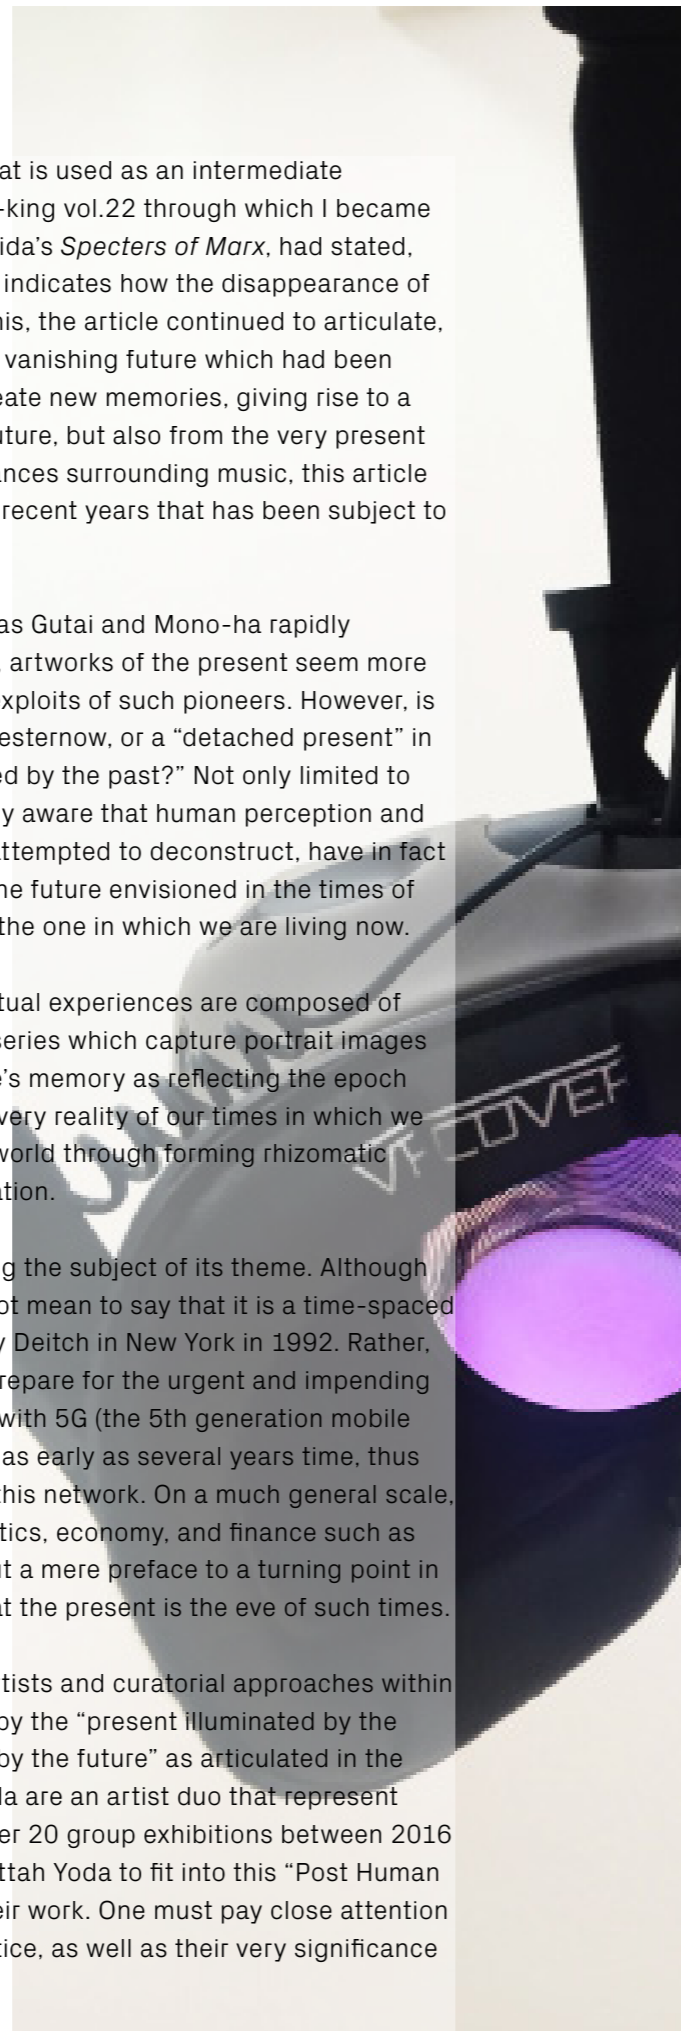 at is used as an intermediate
-king vol.22 through which I became
ida's Specters of Marx, had stated,
indicates how the disappearance of
his, the article continued to articulate,
vanishing future which had been
eate new memories, giving rise to a
uture, but also from the very present
ances surrounding music, this article
recent years that has been subject to
as Gutai and Mono-ha rapidly
artworks of the present seem more
xploits of such pioneers. However, is
esternow, or a “detached present” in
ed by the past?” Not only limited to
y aware that human perception and
ttempted to deconstruct, have in fact
he future envisioned in the times of
the one in which we are living now.
tual experiences are composed of
series which capture portrait images
e's memory as reflecting the epoch
very reality of our times in which we
world through forming rhizomatic
ation.
VR COVER
g the subject of its theme. Although
ot mean to say that it is a time-spaced
y Deitch in New York in 1992. Rather,
repare for the urgent and impending
with 5G (the 5th generation mobile
as early as several years time, thus
this network. On a much general scale,
tics, economy, and finance such as
ut a mere preface to a turning point in
at the present is the eve of such times.
tists and curatorial approaches within
by the “present illuminated by the
by the future” as articulated in the
da are an artist duo that represent
er 20 group exhibitions between 2016
ttah Yoda to fit into this “Post Human
eir work. One must pay close attention
tice, as well as their very significance